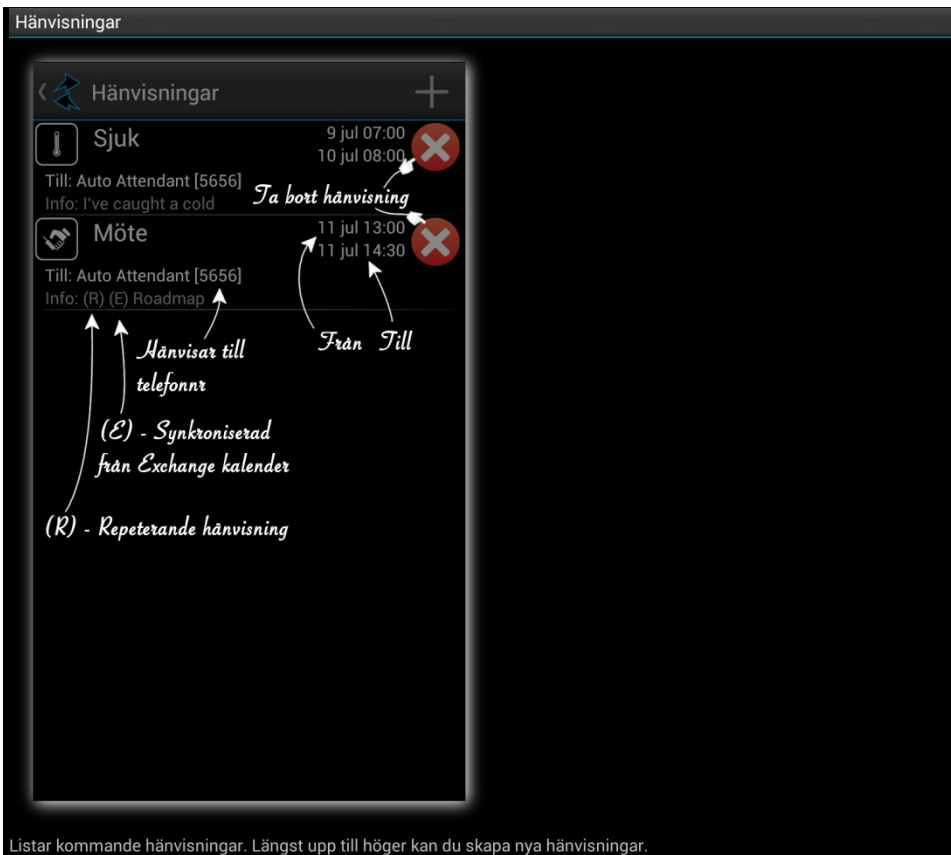 Hänvisningar
Hänvisningar
Sjuk
9 jul 07:00
10 jul 08:00
Till: Auto Attendant [5656]
Info: I've caught a cold
Ta bort hänvisning
Möte
11 jul 13:00
11 jul 14:30
Till: Auto Attendant [5656]
Info: (R) (E) Roadmap
Från Till
Hänvisar till
telefonnr
(E) - Synkroniserad
från Exchange kalender
(R) - Repeterande hänvisning
Listar kommande hänvisningar. Längst upp till höger kan du skapa nya hänvisningar.